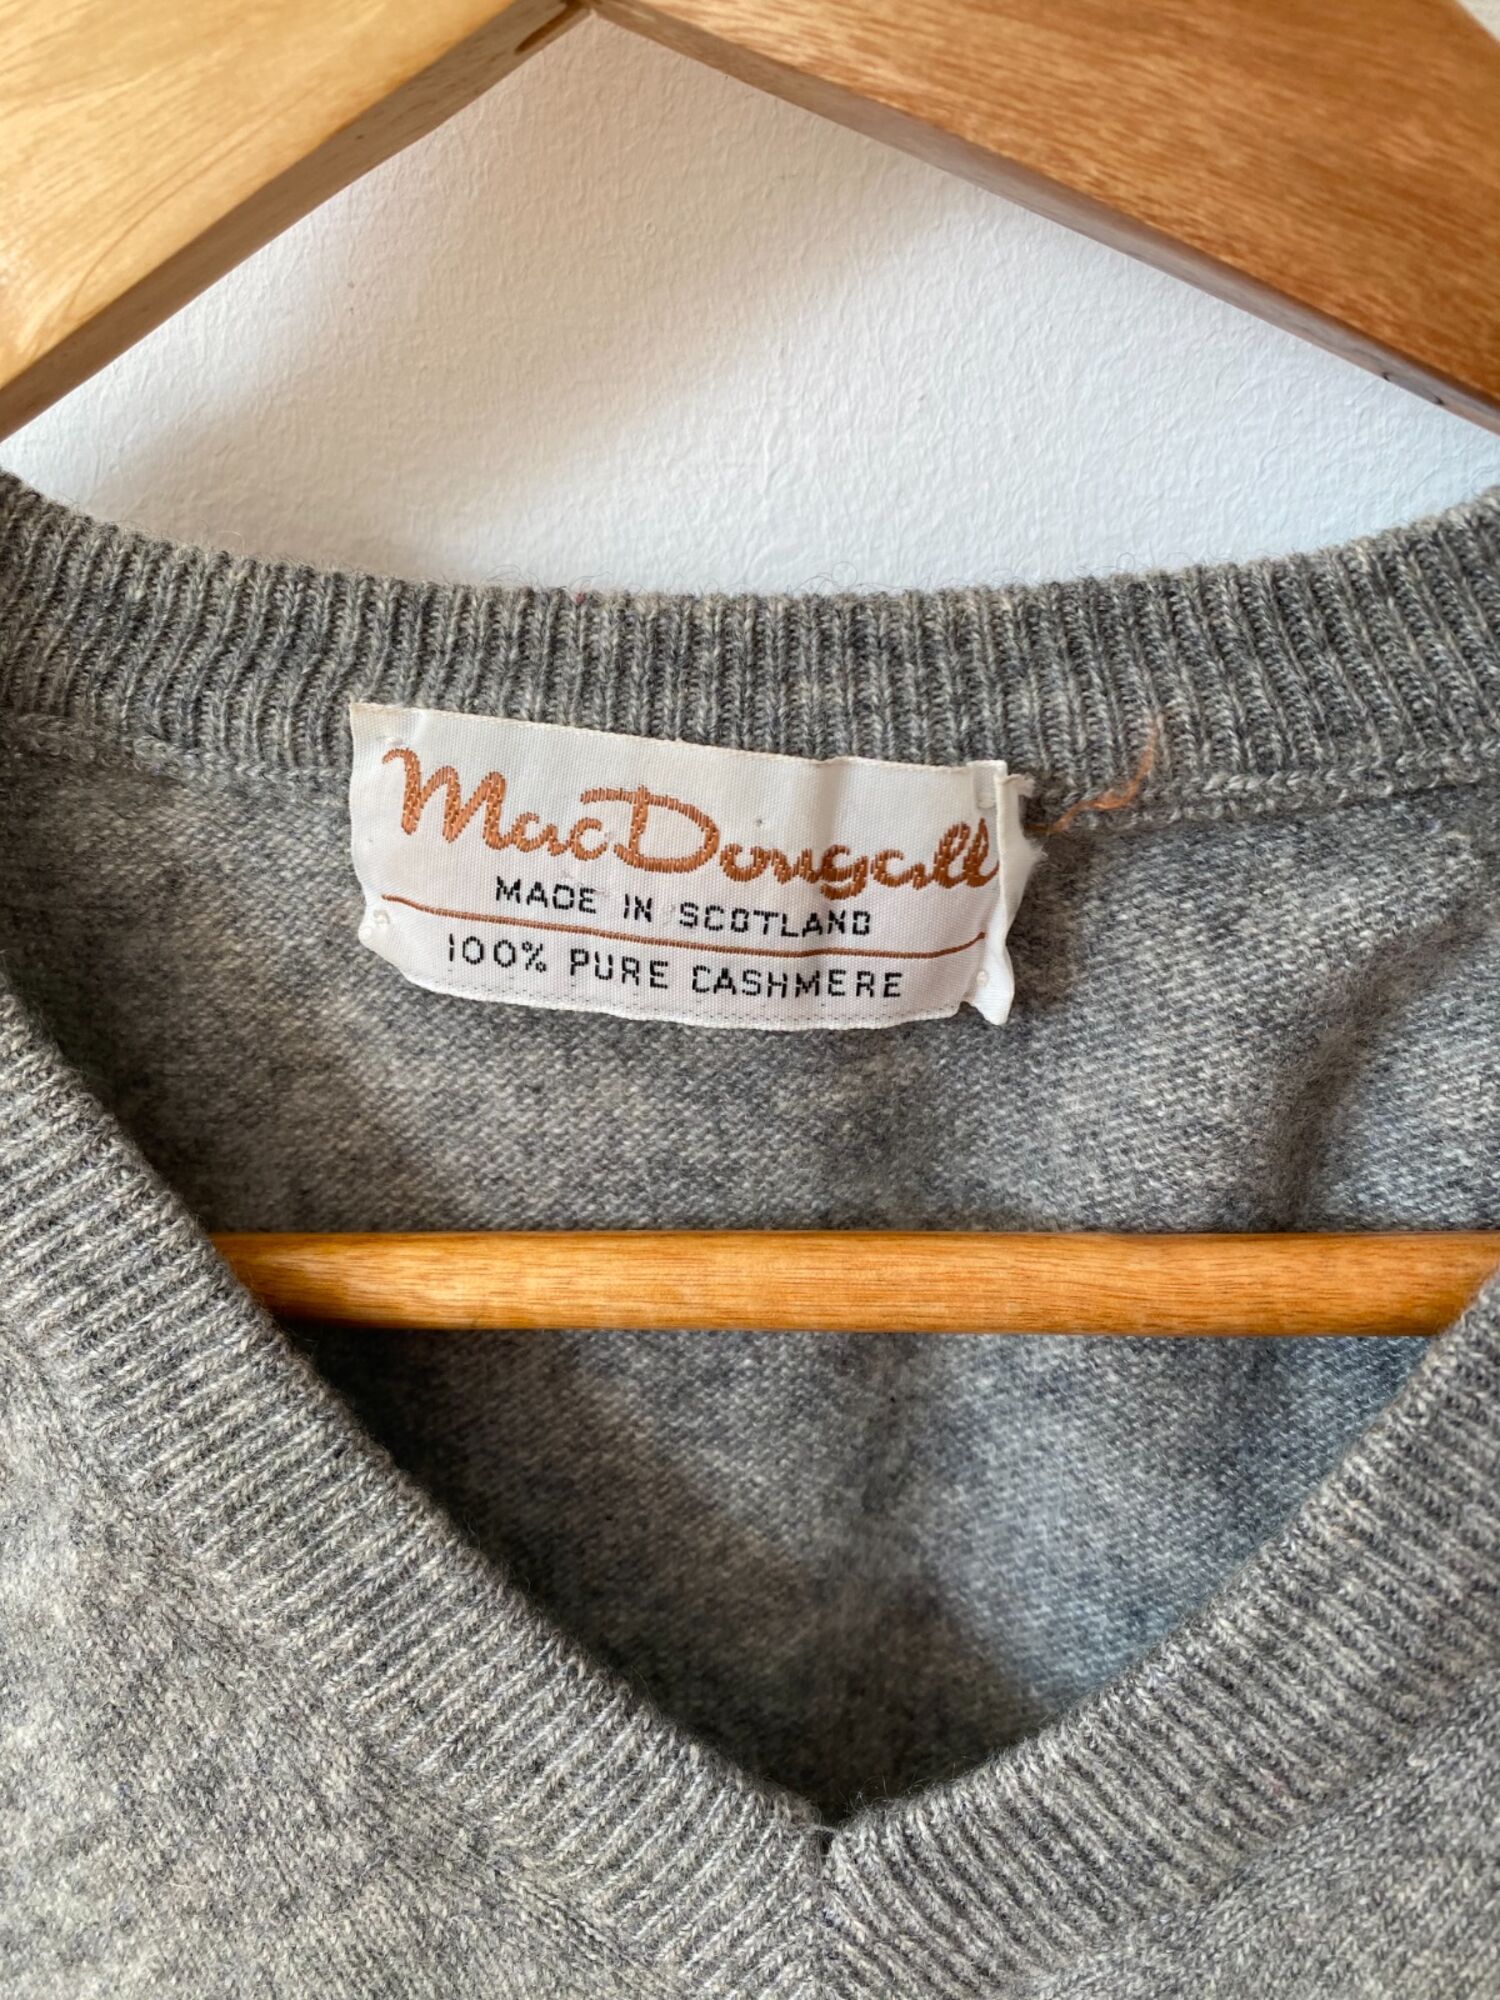 MacDougall
MADE IN SCOTLAND
100% PURE CASHMERE